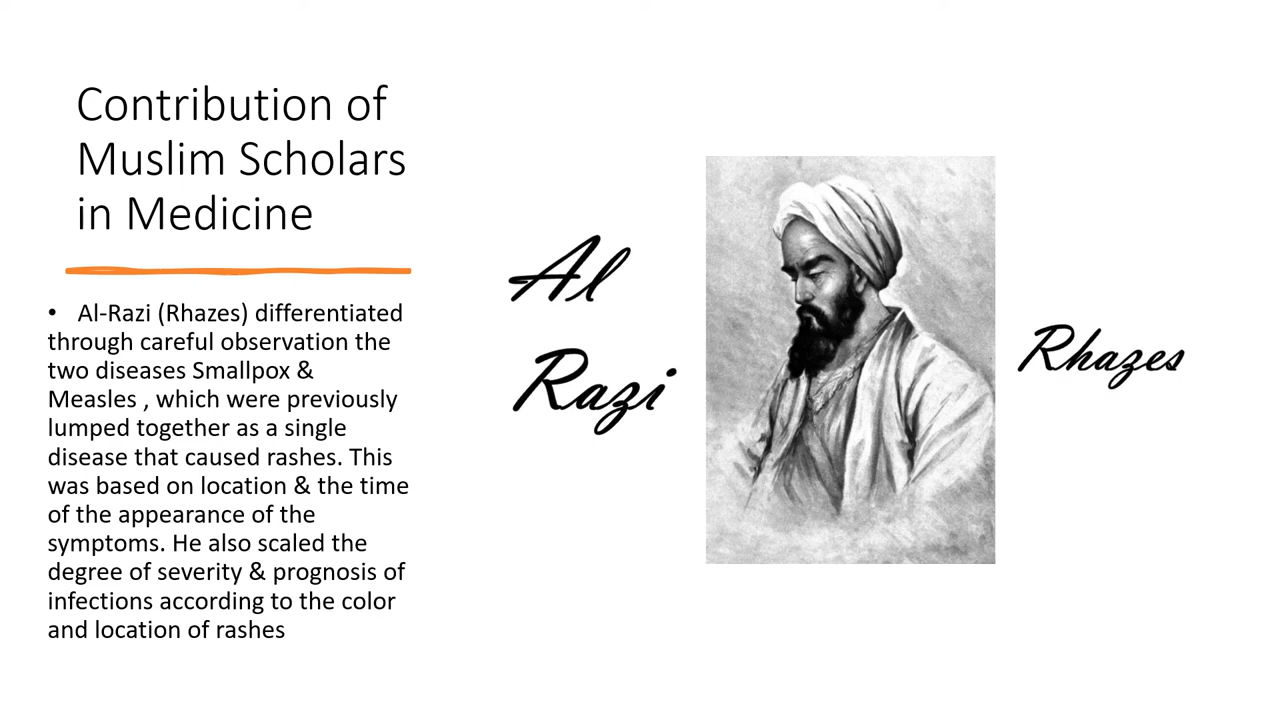 Contribution of
Muslim Scholars
in Medicine
• Al-Razi (Rhazes) differentiated
through careful observation the
two diseases Smallpox &
Measles , which were previously
lumped together as a single
disease that caused rashes. This
was based on location & the time
of the appearance of the
symptoms. He also scaled the
degree of severity & prognosis of
infections according to the color
and location of rashes
Al
Razi
Rhazes